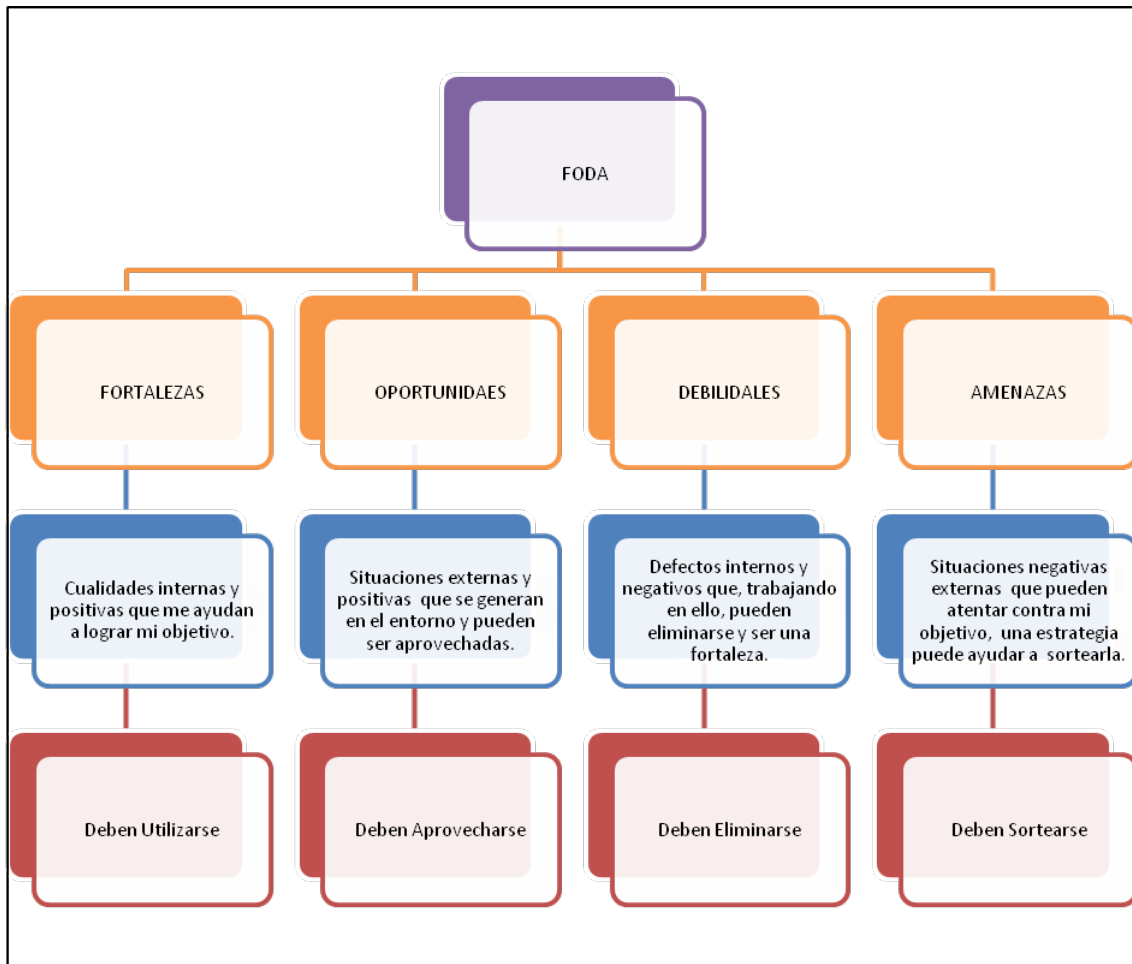 FODA
FORTALEZAS
OPORTUNIDAES
DEBILIDALES
AMENAZAS
Cualidades internas y
positivas que me ayudan
a lograr mi objetivo.
Situaciones externas y
positivas que se generan
en el entorno y pueden
ser aprovechadas.
Defectos internos y
negativos que, trabajando
en ello, pueden
eliminarse y ser una
fortaleza.
Situaciones negativas
externas que pueden
atentar contra mi
objetivo, una estrategia
puede ayudar a sortearla.
Deben Utilizarse
Deben Aprovecharse
Deben Eliminarse
Deben Sortearse